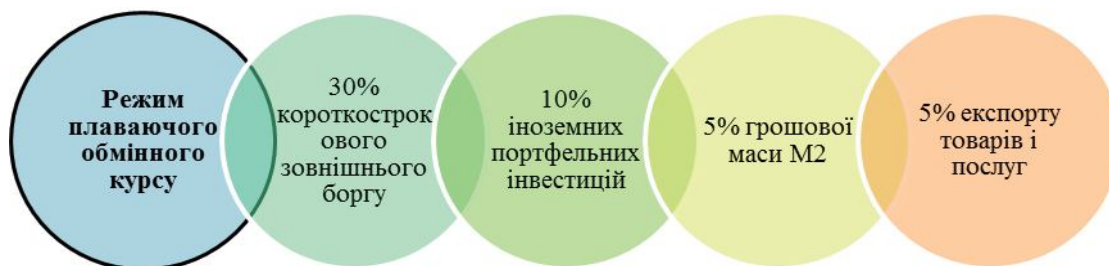 Режим
плаваючого
обмінного
курсу
30%
короткострок
ового
зовнішнього
боргу
10%
іноземних
портфельних
інвестицій
5% грошової
маси М2
5% експорту
товарів і
послуг